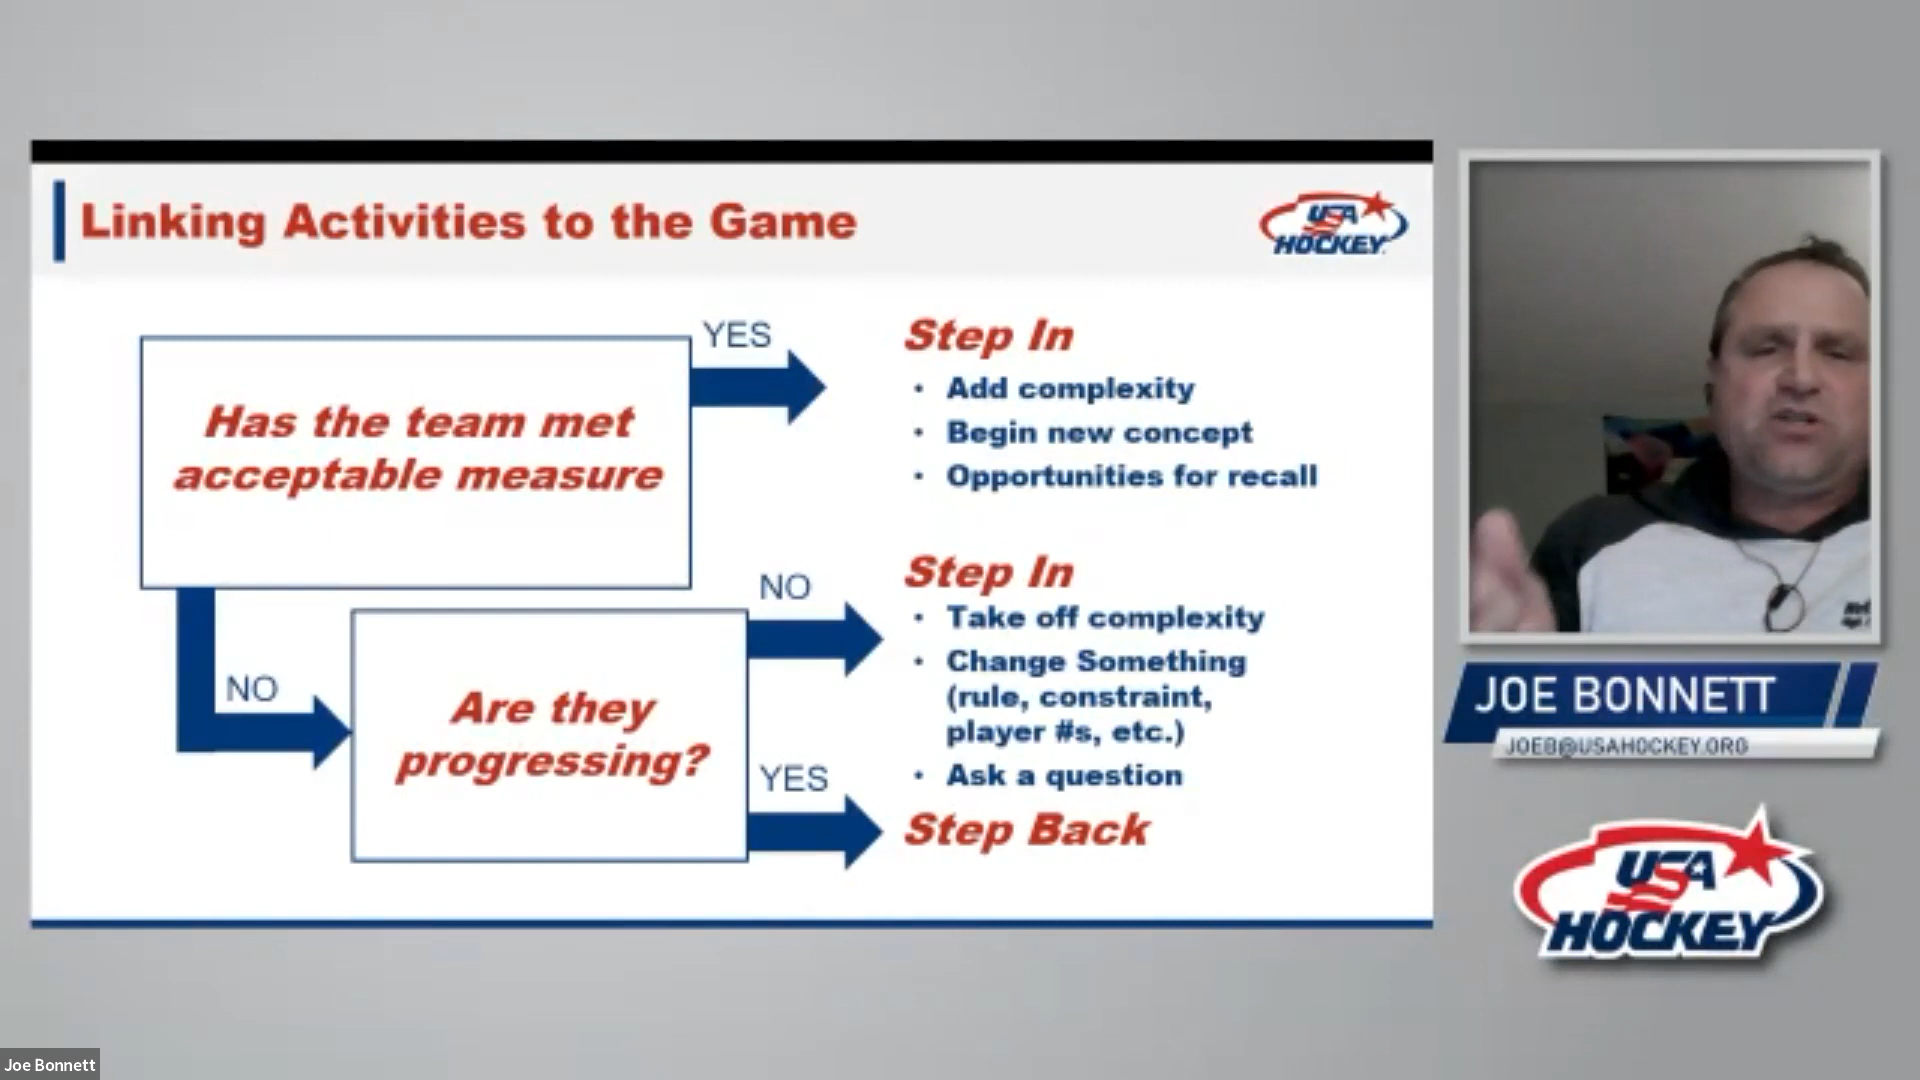 Linking Activities to the Game
USA
HOCKEY
Has the team met
acceptable measure
YES
Step In
• Add complexity
• Begin new concept
• Opportunities for recall
NO
Are they
progressing?
NO
Step In
• Take off complexity
• Change Something
(rule, constraint,
player #s, etc.)
• Ask a question
YES
Step Back
JOE BONNETT
JOEB@USAHOCKEY.ORG
USA
HOCKEY
Joe Bonnett